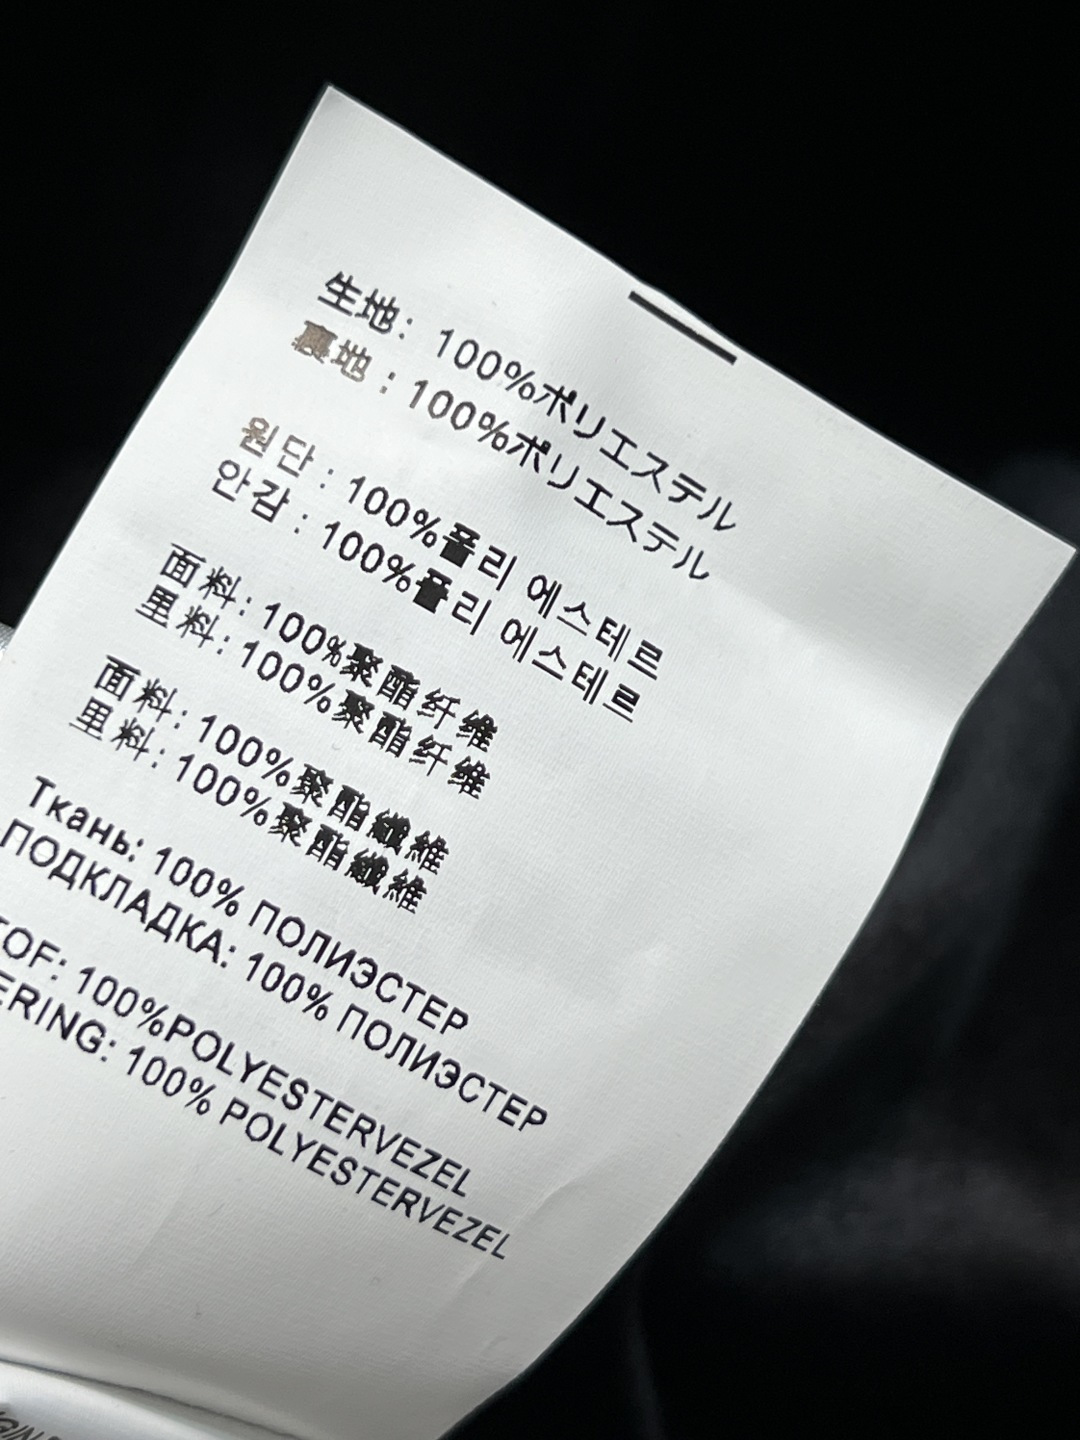 生地: 100%ポリエステル
裏地: 100%ポリエステル
원단: 100%폴리 에스테르
안감: 100%폴리 에스테르
面料: 100%聚酯纤维
里料: 100%聚酯纤维
面料: 100%聚酯纖維
里料: 100%聚酯纖維
Ткань: 100% ПОЛИЭСТЕР
ПОДКЛАДКА: 100% ПОЛИЭСТЕР
TOF: 100%POLYESTERVEZEL
ERING: 100% POLYESTERVEZEL